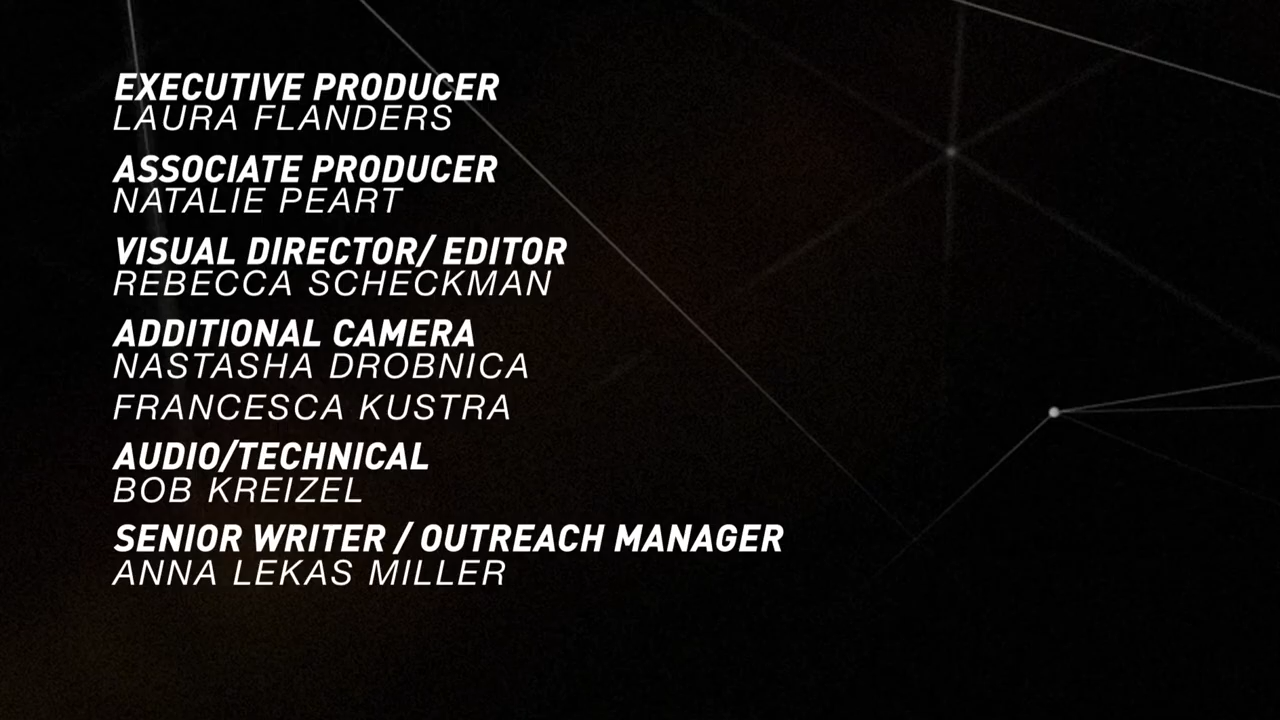 EXECUTIVE PRODUCER
LAURA FLANDERS
ASSOCIATE PRODUCER
NATALIE PEART
VISUAL DIRECTOR/ EDITOR
REBECCA SCHECKMAN
ADDITIONAL CAMERA
NASTASHA DROBNICA
FRANCESCA KUSTRA
AUDIO/TECHNICAL
BOB KREIZEL
SENIOR WRITER / OUTREACH MANAGER
ANNA LEKAS MILLER